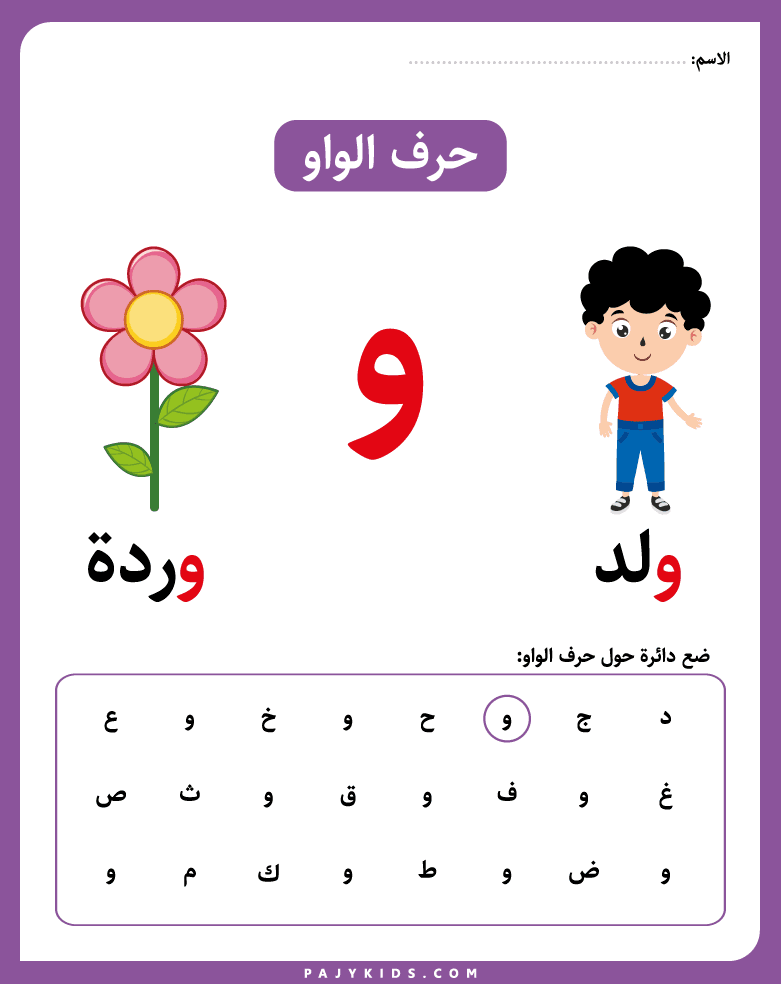 الاسم: ................................................
حرف الواو
و
ولد
وردة
ضع دائرة حول حرف الواو:
د ج و ح و خ و ع
غ و ف و ق و ث ص
و ض و ط و ك م و
PAJYKIDS.COM